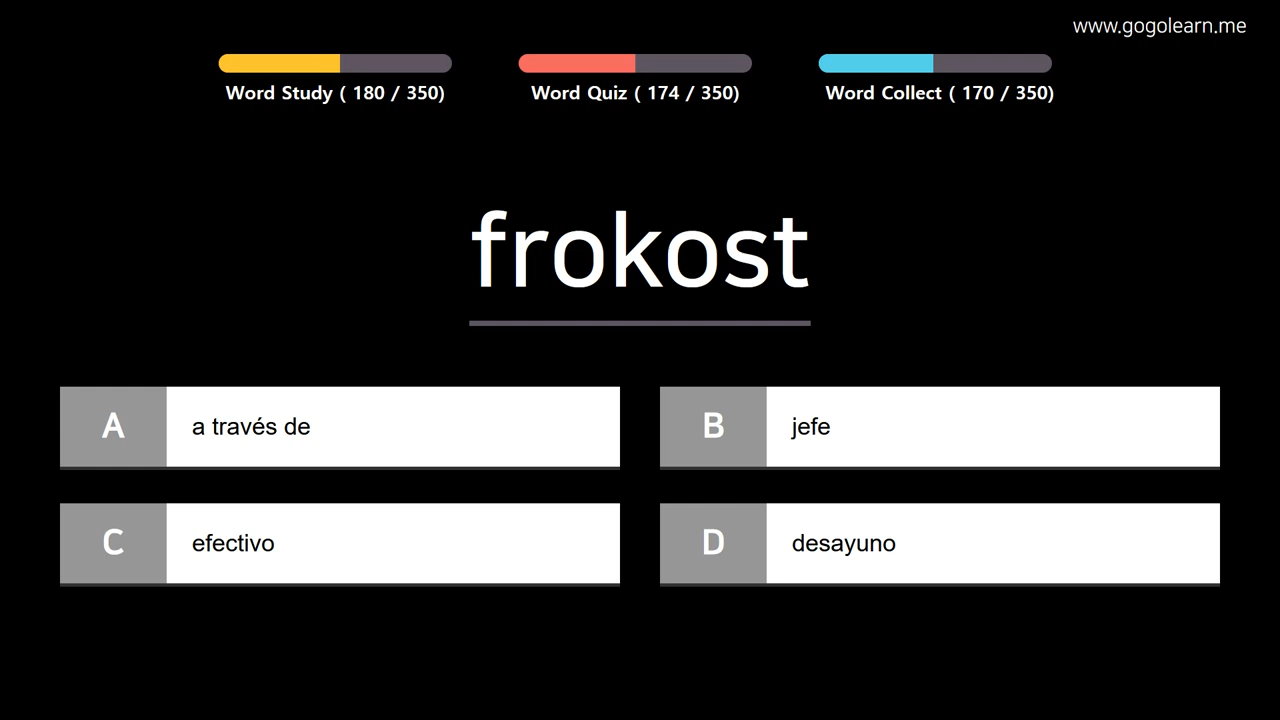 www.gogolearn.me
Word Study ( 180 / 350)
Word Quiz ( 174 / 350)
Word Collect ( 170 / 350)
frokost
A a través de
B jefe
C efectivo
D desayuno